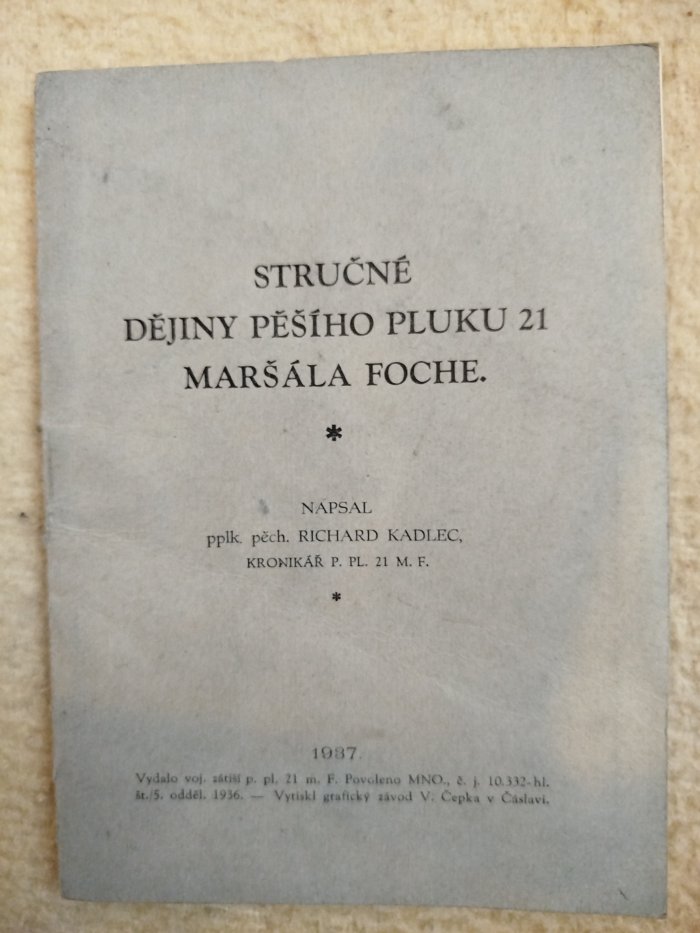 STRUČNÉ
DĚJINY PĚŠÍHO PLUKU 21
MARŠÁLA FOCHE.
*
NAPSAL
pplk. pěch. RICHARD KADLEC,
KRONIKÁŘ P. PL. 21 M. F.
*
1937.
Vydalo voj. zátiší p. pl. 21 m. F. Povoleno MNO., č. j. 10.332-hl.
št./5. odděl. 1936. — Vytiskl grafický závod V. Čepka v Čáslavi.